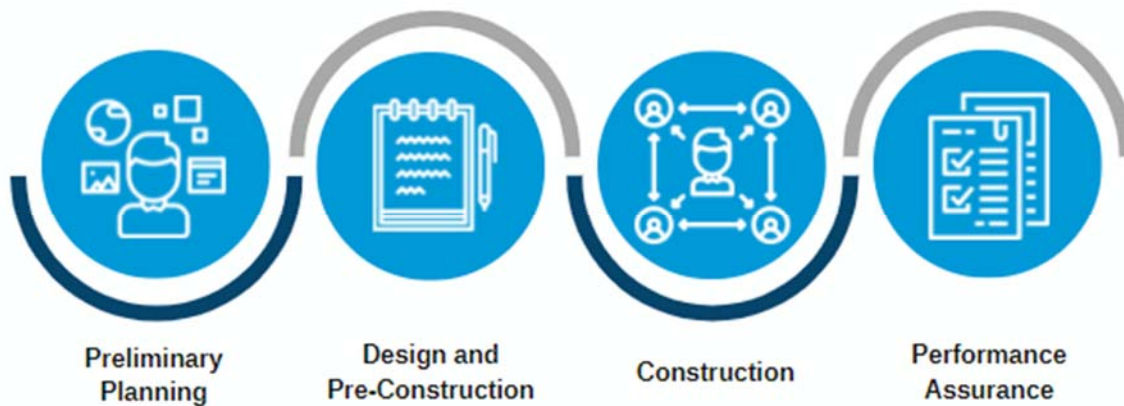 Preliminary
Planning
Design and
Pre-Construction
Construction
Performance
Assurance